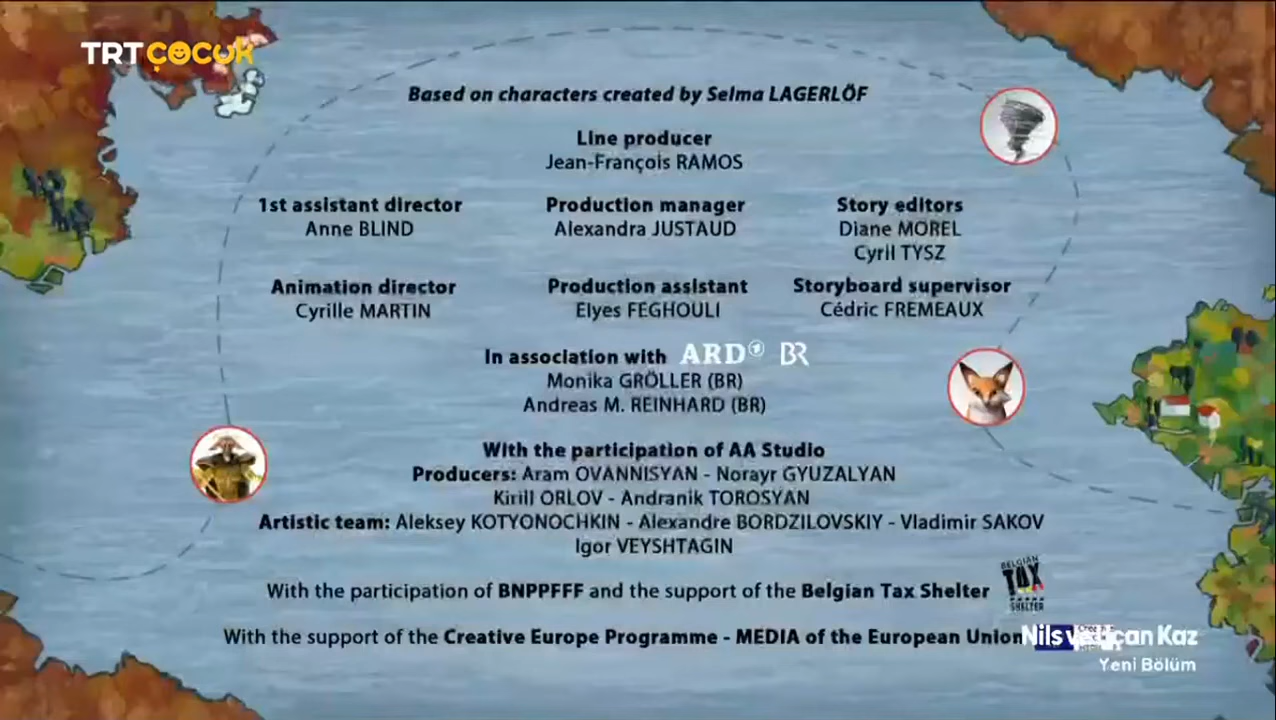 TRT ÇOCUK
Based on characters created by Selma LAGERLÖF
Line producer
Jean-François RAMOS
1st assistant director
Anne BLIND
Production manager
Alexandra JUSTAUD
Story editors
Diane MOREL
Cyril TYSZ
Animation director
Cyrille MARTIN
Production assistant
Elyes FEGHOULI
Storyboard supervisor
Cédric FREMEAUX
In association with ARD BR
Monika GRÖLLER (BR)
Andreas M. REINHARD (BR)
With the participation of AA Studio
Producers: Aram OVANNISYAN - Norayr GYUZALYAN
Kirill ORLOV - Andranik TOROSYAN
Artistic team: Aleksey KOTYONOCHKIN - Alexandre BORDZILOVSKIY - Vladimir SAKOV
Igor VEYSHTAGIN
With the participation of BNPPFFF and the support of the Belgian Tax Shelter
BELGIAN
TAX
SHELTER
With the support of the Creative Europe Programme - MEDIA of the European Union
Nils ve Uçan Kaz
Yeni Bölüm